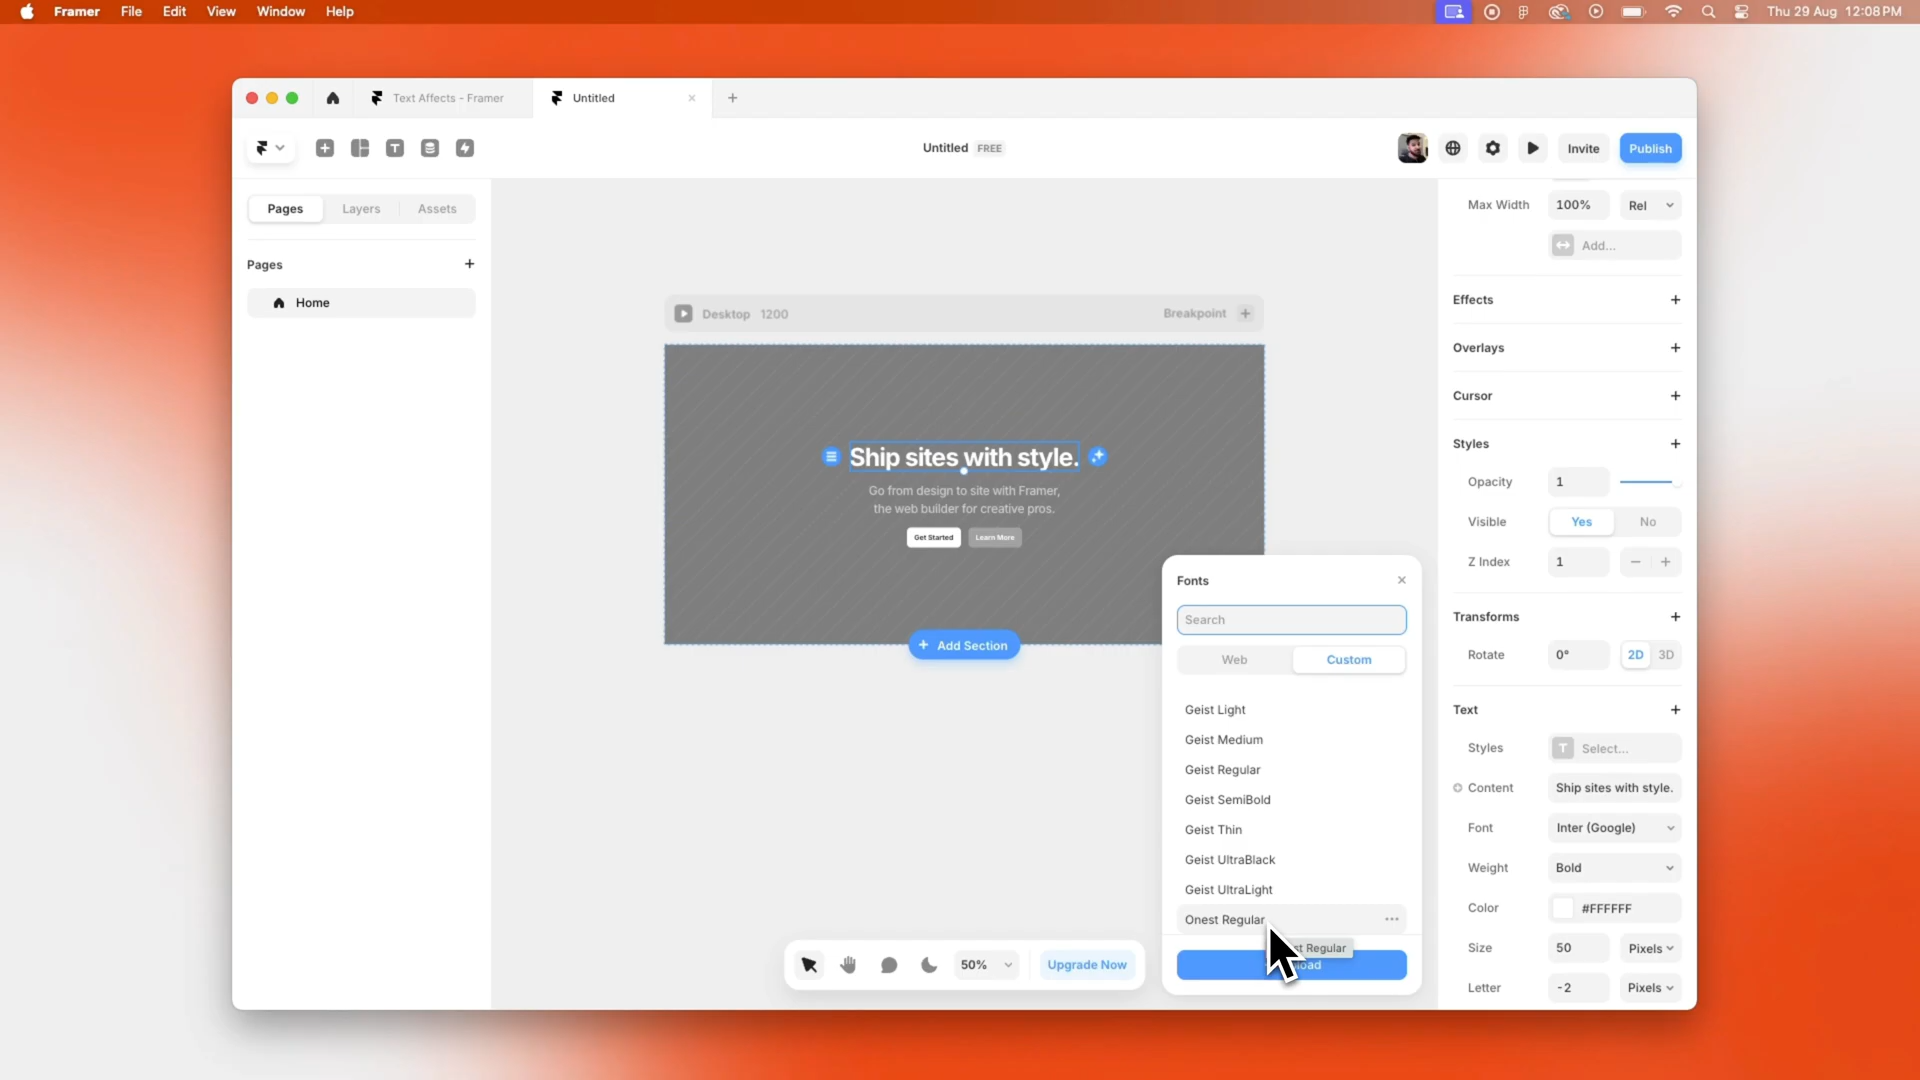 Framer File Edit View Window Help
Thu 29 Aug 12:08 PM
Text Affects - Framer
Untitled
Untitled FREE
Invite
Publish
Pages Layers Assets
Pages
Home
Desktop 1200
Breakpoint
Ship sites with style.
Go from design to site with Framer,
the web builder for creative pros.
Get Started
Learn More
Add Section
50%
Upgrade Now
Fonts
Search
Web Custom
Geist Light
Geist Medium
Geist Regular
Geist SemiBold
Geist Thin
Geist UltraBlack
Geist UltraLight
Onest Regular
Regular
Max Width 100% Rel
Add...
Effects
Overlays
Cursor
Styles
Opacity 1
Visible Yes No
Z Index 1
Transforms
Rotate 0° 2D 3D
Text
Styles Select...
Content Ship sites with style.
Font Inter (Google)
Weight Bold
Color #FFFFFF
Size 50 Pixels
Letter -2 Pixels